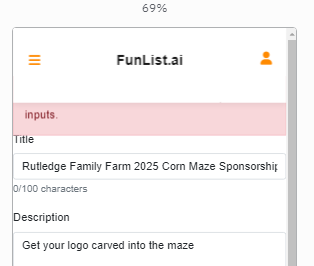 69%
FunList.ai
inputs.
Title
Rutledge Family Farm 2025 Corn Maze Sponsorship
0/100 characters
Description
Get your logo carved into the maze